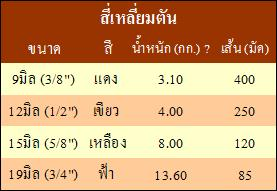 สี่เหลี่ยมตัน
ขนาด สี น้ำหนัก (กก.) ? เส้น (มัด)
9มิล (3/8") แดง 3.10 400
12มิล (1/2") เขียว 4.00 250
15มิล (5/8") เหลือง 8.00 120
19มิล (3/4") ฟ้า 13.60 85